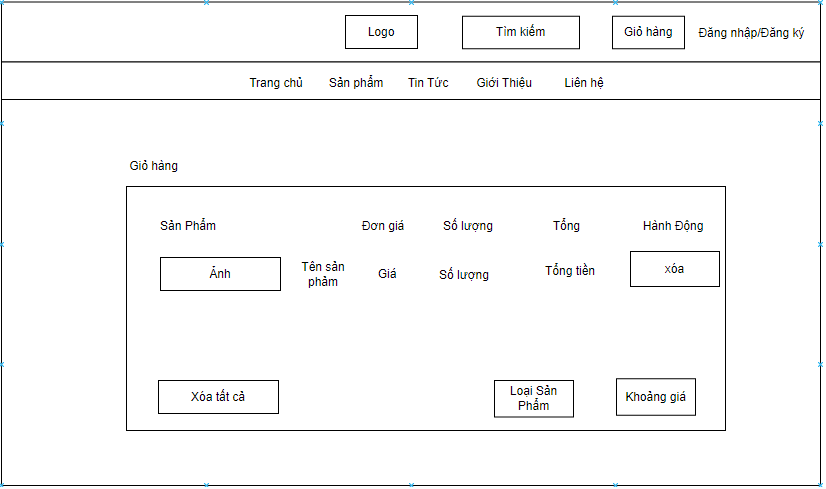 Logo
Tìm kiếm
Giỏ hàng
Đăng nhập/Đăng ký
Trang chủ
Sản phẩm
Tin Tức
Giới Thiệu
Liên hệ
Giỏ hàng
Sản Phẩm
Đơn giá
Số lượng
Tổng
Hành Động
Ảnh
Tên sản
phảm
Giá
Số lượng
Tổng tiền
xóa
Xóa tất cả
Loại Sản
Phẩm
Khoảng giá